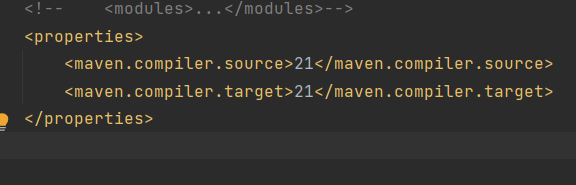 <!--    <modules>...</modules>-->
<properties>
    <maven.compiler.source>21</maven.compiler.source>
    <maven.compiler.target>21</maven.compiler.target>
</properties>